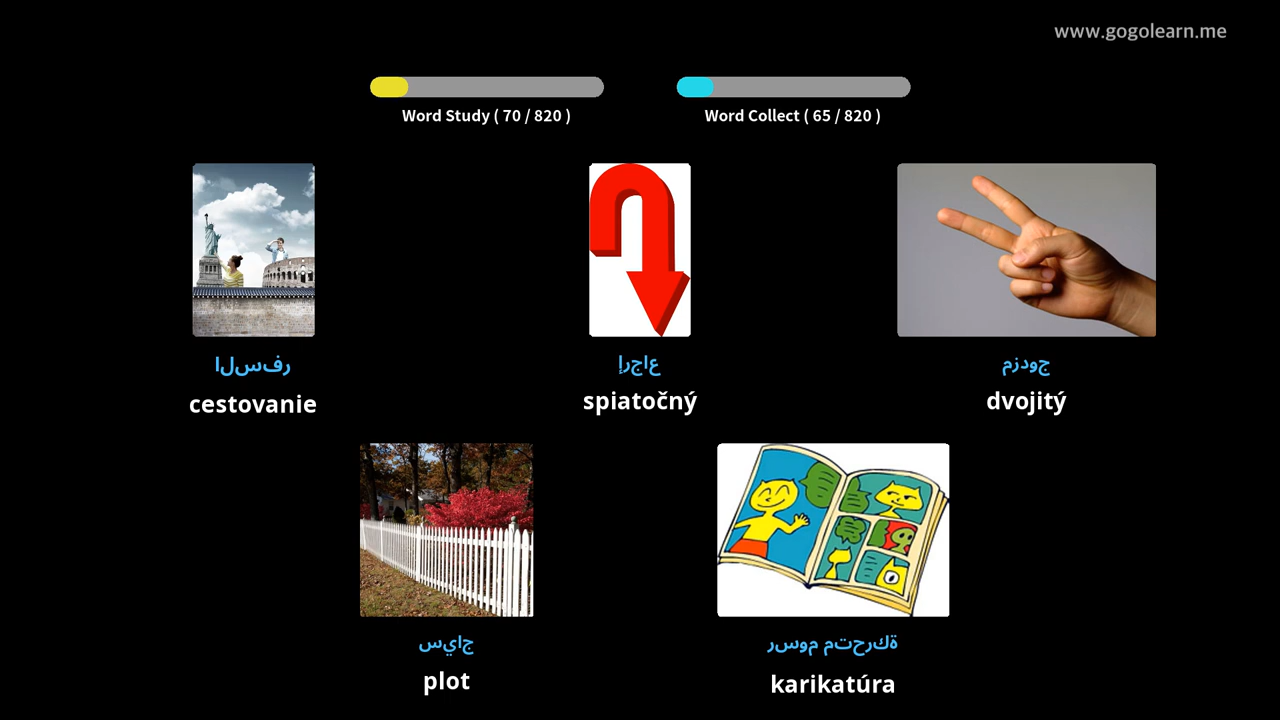 www.gogolearn.me
Word Study ( 70 / 820 )
Word Collect ( 65 / 820 )
السفر
cestovanie
إرجاع
spiatočný
مزدوج
dvojitý
سياج
plot
رسوم متحركة
karikatúra